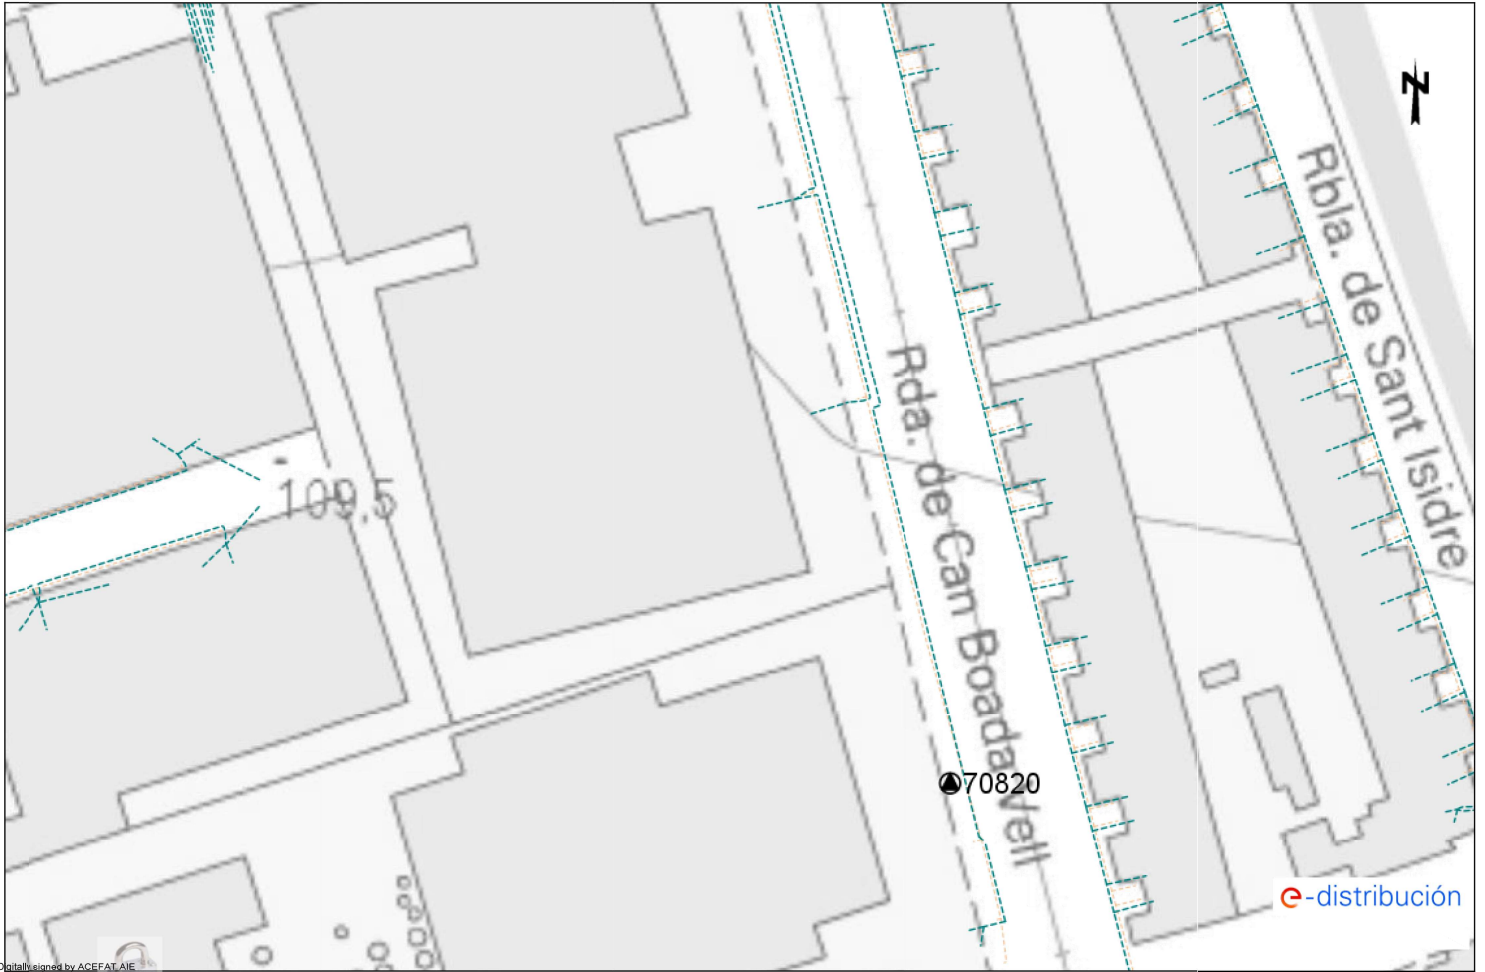 Rbla. de Sant Isidre
Rda. de Can Boada Vell
109,5
70820
e-distribución
Digitally signed by ACEFAT, AIE